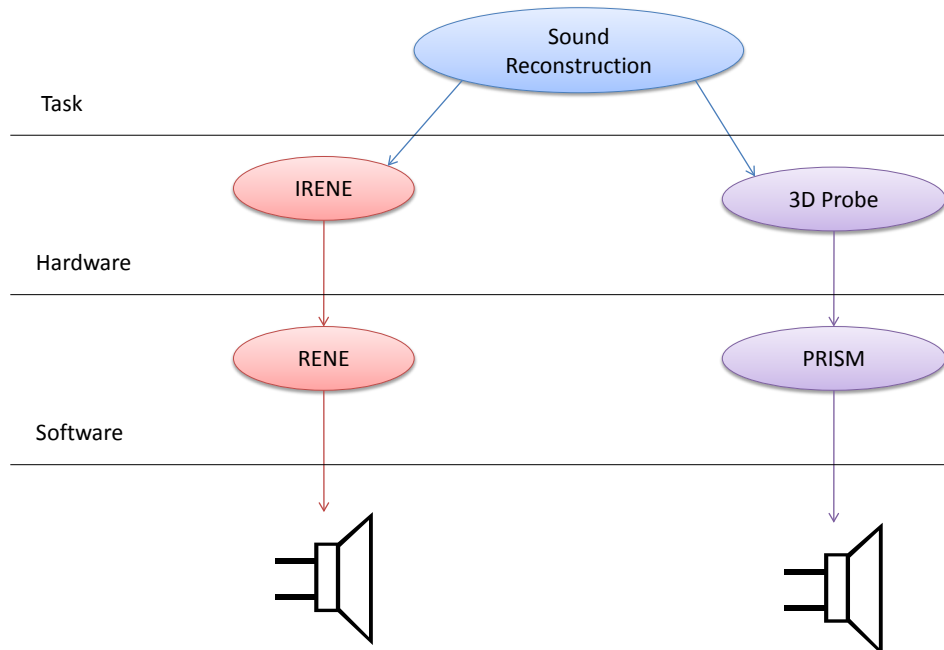 Sound
Reconstruction
Task
IRENE
3D Probe
Hardware
RENE
PRISM
Software